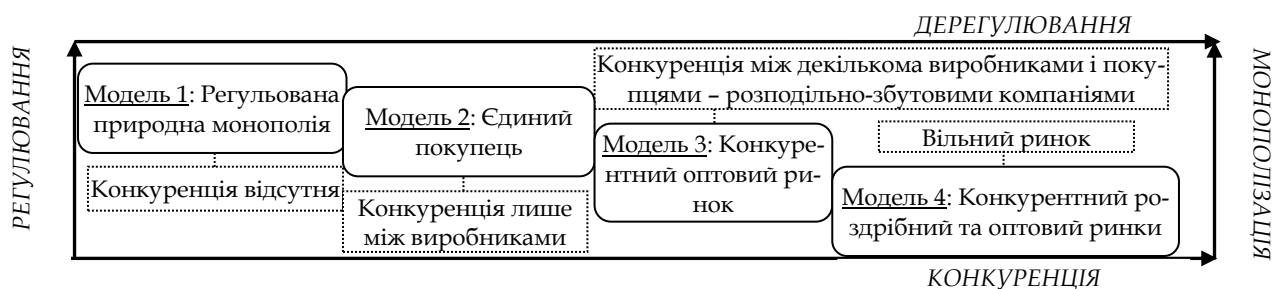 ДЕРЕГУЛЮВАННЯ
РЕГУЛЮВАННЯ
Модель 1: Регульована
природна монополія
Конкуренція відсутня
Модель 2: Єдиний
покупець
Конкуренція лише
між виробниками
Конкуренція між декількома виробниками і поку-
пцями – розподільно-збутовими компаніями
Модель 3: Конкуре-
нтний оптовий ри-
нок
Вільний ринок
Модель 4: Конкурентний ро-
здрібний та оптовий ринки
МОНОПОЛІЗАЦІЯ
КОНКУРЕНЦІЯ